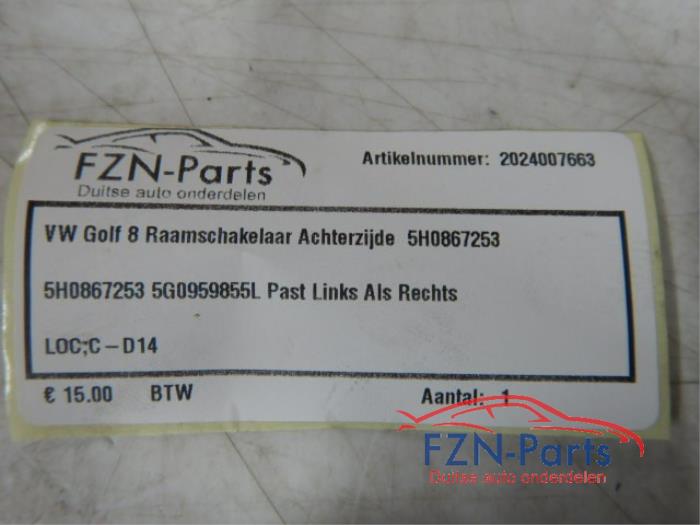 FZN-Parts
Duitse auto onderdelen
Artikelnummer: 2024007663
VW Golf 8 Raamschakelaar Achterzijde 5H0867253
5H0867253 5G0959855L Past Links Als Rechts
LOC;C-D14
€ 15.00 BTW Aantal: 1
FZN-Parts
Duitse auto onderdelen